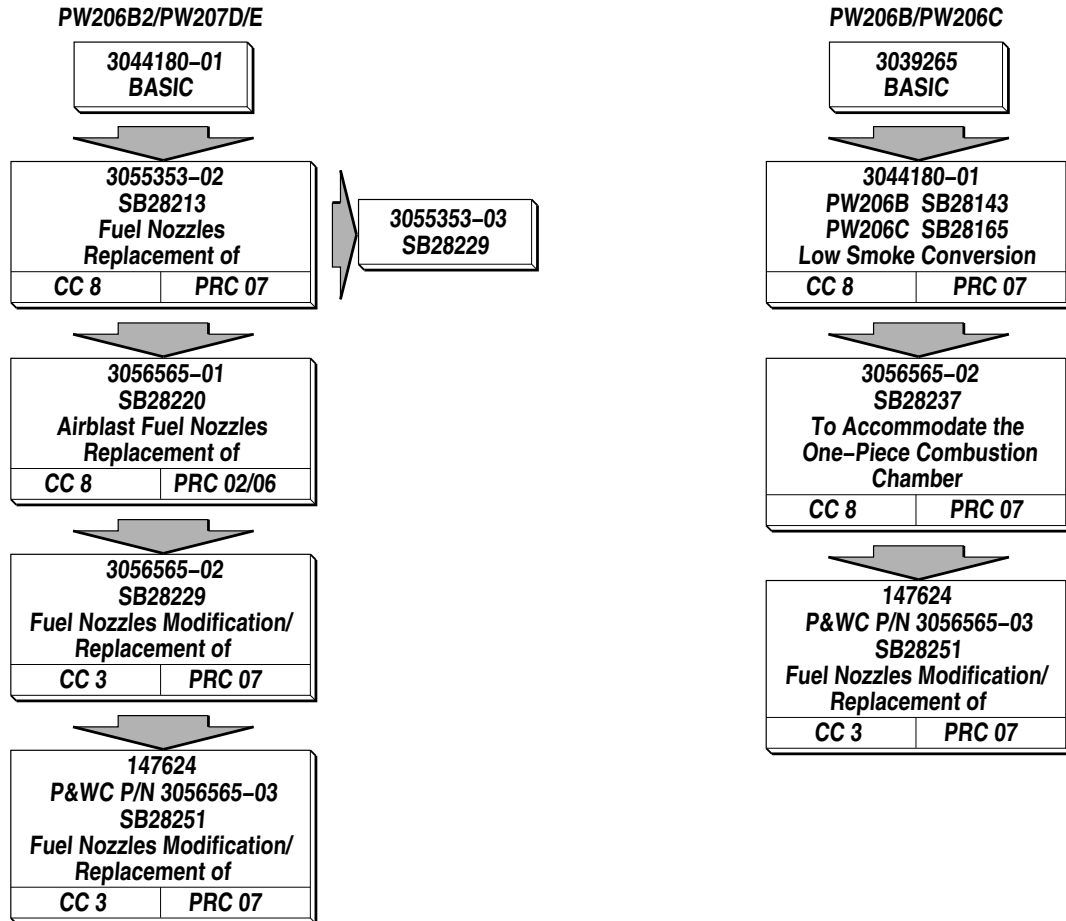 PW206B2/PW207D/E
3044180–01
BASIC
3055353–02
SB28213
Fuel Nozzles
Replacement of
CC 8 PRC 07
3055353–03
SB28229
3056565–01
SB28220
Airblast Fuel Nozzles
Replacement of
CC 8 PRC 02/06
3056565–02
SB28229
Fuel Nozzles Modification/
Replacement of
CC 3 PRC 07
147624
P&WC P/N 3056565–03
SB28251
Fuel Nozzles Modification/
Replacement of
CC 3 PRC 07
PW206B/PW206C
3039265
BASIC
3044180–01
PW206B SB28143
PW206C SB28165
Low Smoke Conversion
CC 8 PRC 07
3056565–02
SB28237
To Accommodate the
One–Piece Combustion
Chamber
CC 8 PRC 07
147624
P&WC P/N 3056565–03
SB28251
Fuel Nozzles Modification/
Replacement of
CC 3 PRC 07